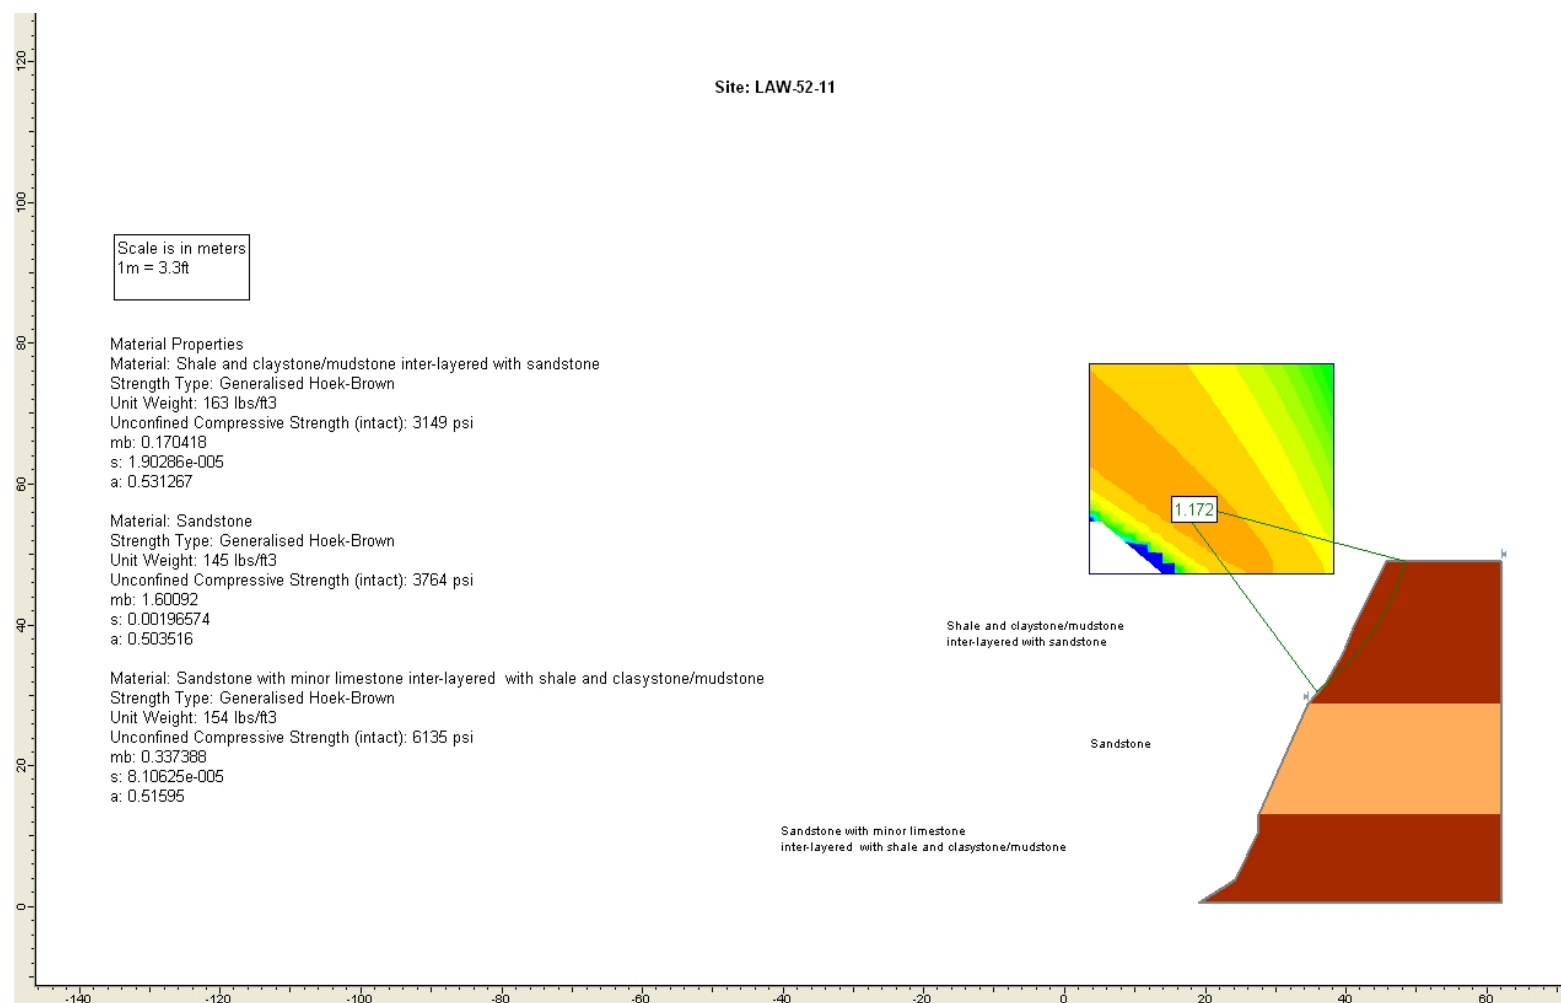 Site: LAW-52-11
Scale is in meters
1m = 3.3ft
Material Properties
Material: Shale and claystone/mudstone inter-layered with sandstone
Strength Type: Generalised Hoek-Brown
Unit Weight: 163 lbs/ft3
Unconfined Compressive Strength (intact): 3149 psi
mb: 0.170418
s: 1.90286e-005
a: 0.531267
Material: Sandstone
Strength Type: Generalised Hoek-Brown
Unit Weight: 145 lbs/ft3
Unconfined Compressive Strength (intact): 3764 psi
mb: 1.60092
s: 0.00196574
a: 0.503516
Material: Sandstone with minor limestone inter-layered  with shale and clasystone/mudstone
Strength Type: Generalised Hoek-Brown
Unit Weight: 154 lbs/ft3
Unconfined Compressive Strength (intact): 6135 psi
mb: 0.337388
s: 8.10625e-005
a: 0.51595
1.172
Shale and claystone/mudstone
inter-layered with sandstone
Sandstone
Sandstone with minor limestone
inter-layered  with shale and clasystone/mudstone
120
100
80
60
40
20
0
-140
-120
-100
-80
-60
-40
-20
0
20
40
60